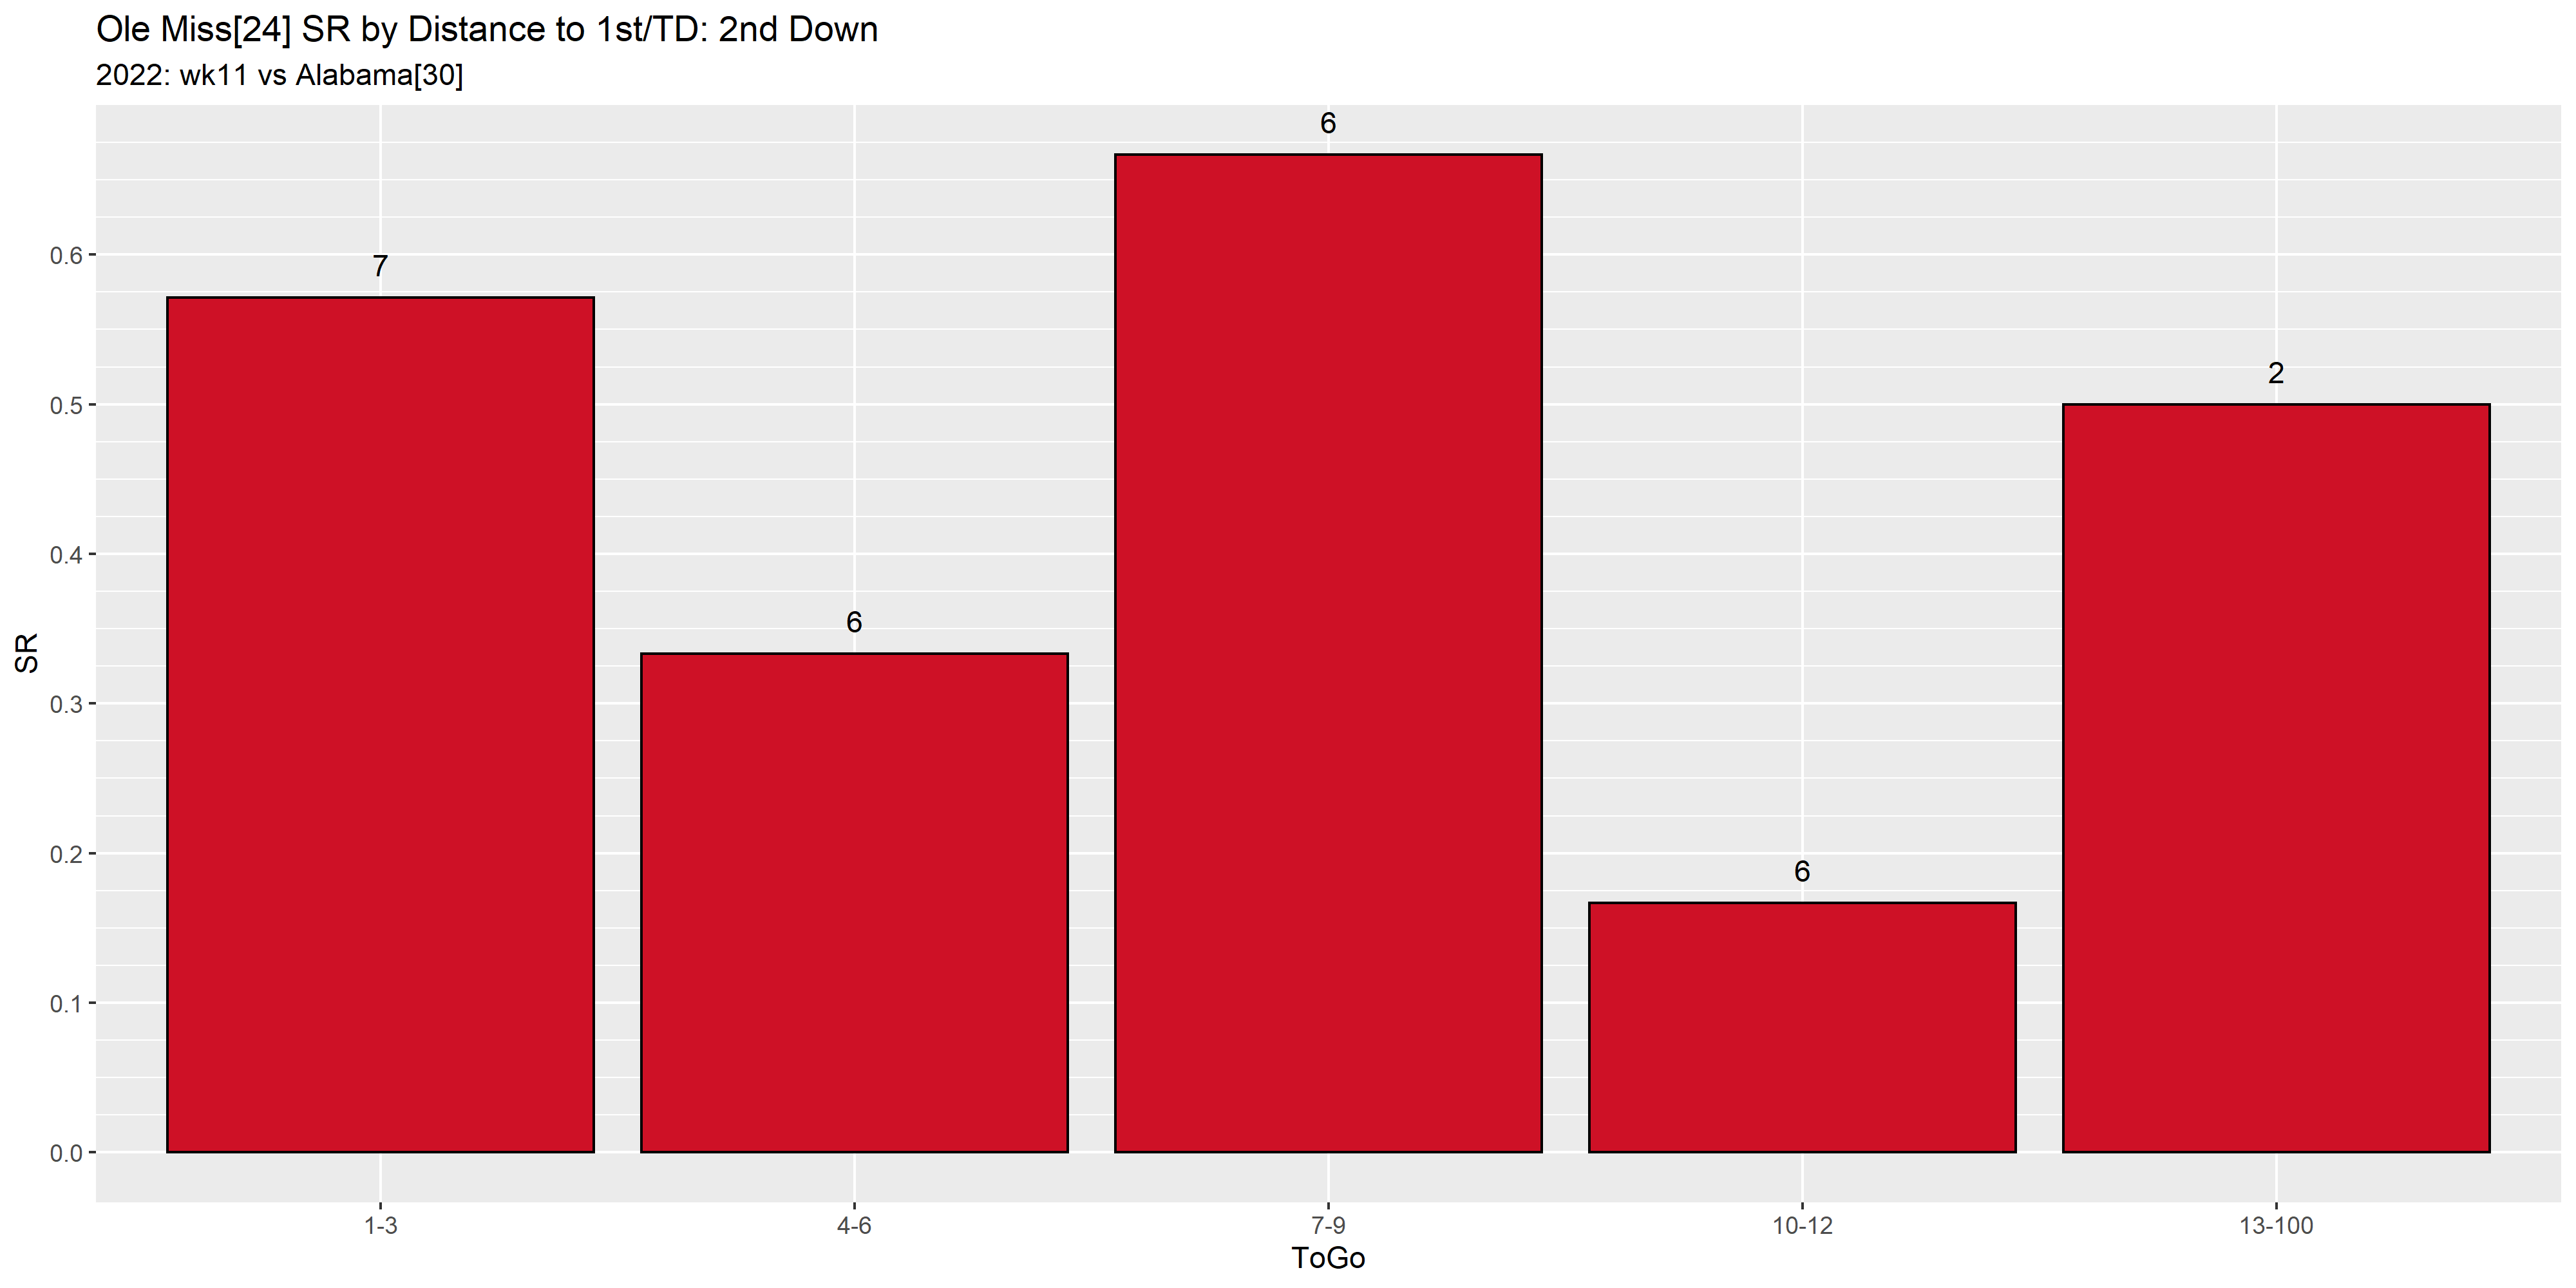 Ole Miss[24] SR by Distance to 1st/TD: 2nd Down
2022: wk11 vs Alabama[30]
6
0.6
7
2
0.5
0.4
6
SR
0.3
6
0.2
0.1
0.0
1-3 4-6 7-9 10-12 13-100
ToGo